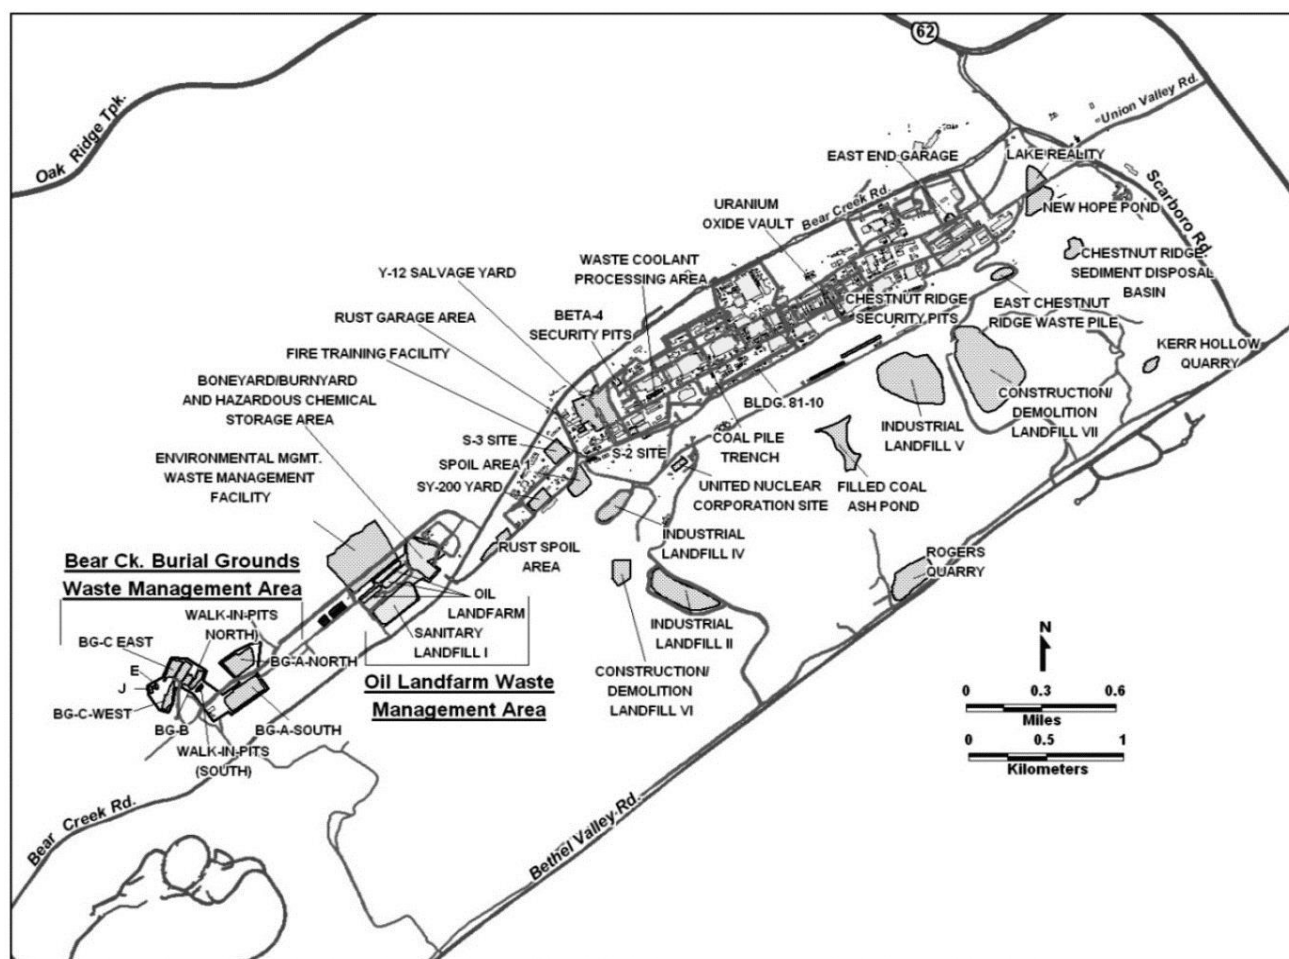 62
Oak Ridge Tpk.
Union Valley Rd.
EAST END GARAGE
LAKE REALITY
Scarboro Rd.
Bear Creek Rd.
URANIUM
OXIDE VAULT
NEW HOPE POND
WASTE COOLANT
PROCESSING AREA
Y-12 SALVAGE YARD
CHESTNUT RIDGE
SEDIMENT DISPOSAL
BASIN
CHESTNUT RIDGE
SECURITY PITS
EAST CHESTNUT
RIDGE WASTE PILE
RUST GARAGE AREA
BETA-4
SECURITY PITS
KERR HOLLOW
QUARRY
FIRE TRAINING FACILITY
BONEYARD/BURNYARD
AND HAZARDOUS CHEMICAL
STORAGE AREA
BLDG. 81-10
CONSTRUCTION/
DEMOLITION
LANDFILL VII
INDUSTRIAL
LANDFILL V
S-3 SITE
S-2 SITE
COAL PILE
TRENCH
ENVIRONMENTAL MGMT.
WASTE MANAGEMENT
FACILITY
SPOIL AREA 1
SY-200 YARD
UNITED NUCLEAR
CORPORATION SITE
FILLED COAL
ASH POND
INDUSTRIAL
LANDFILL IV
RUST SPOIL
AREA
ROGERS
QUARRY
Bear Ck. Burial Grounds
Waste Management Area
OIL
LANDFARM
SANITARY
LANDFILL I
WALK-IN-PITS
NORTH)
BG-C EAST
BG-A-NORTH
E
J
BG-C-WEST
BG-B
BG-A-SOUTH
WALK-IN-PITS
(SOUTH)
Oil Landfarm Waste
Management Area
INDUSTRIAL
LANDFILL II
CONSTRUCTION/
DEMOLITION
LANDFILL VI
N
0 0.3 0.6
Miles
0 0.5 1
Kilometers
Bear Creek Rd.
Bethel Valley Rd.